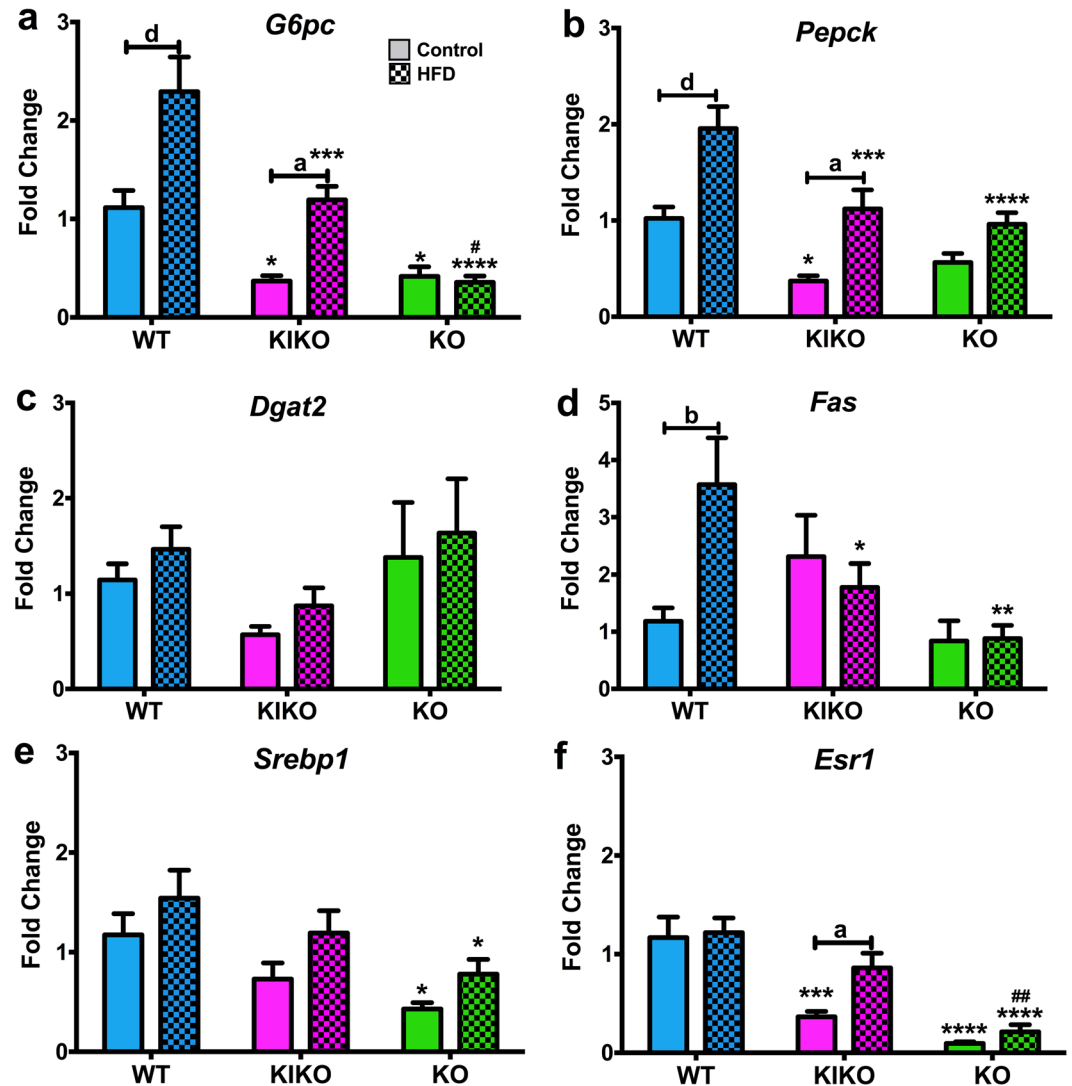 a
G6pc
Fold Change
3
2
1
0
d
a
***
*
*
#
****
Control
HFD
WT
KIKO
KO
b
Pepck
Fold Change
3
2
1
0
d
a
***
*
****
WT
KIKO
KO
c
Dgat2
Fold Change
3
2
1
0
WT
KIKO
KO
d
Fas
Fold Change
5
4
3
2
1
0
b
*
**
WT
KIKO
KO
e
Srebp1
Fold Change
3
2
1
0
*
*
WT
KIKO
KO
f
Esr1
Fold Change
3
2
1
0
a
***
****
##
****
WT
KIKO
KO